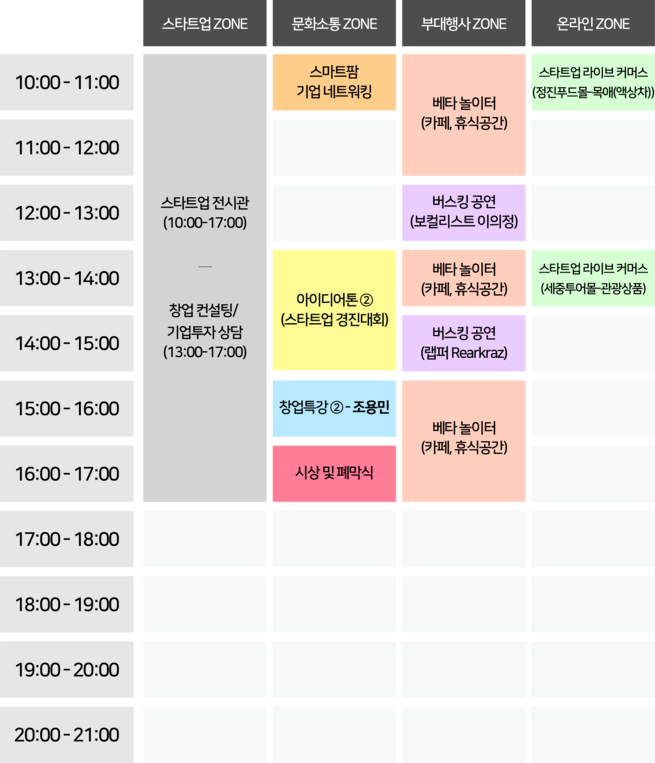 스타트업 ZONE
문화소통 ZONE
부대행사 ZONE
온라인 ZONE
10:00 - 11:00
스마트팜
기업 네트워킹
베타 놀이터
(카페, 휴식공간)
스타트업 라이브 커머스
(정진푸드몰-목애(액상차))
11:00 - 12:00
12:00 - 13:00
스타트업 전시관
(10:00-17:00)
—
창업 컨설팅/
기업투자 상담
(13:00-17:00)
버스킹 공연
(보컬리스트 이의정)
13:00 - 14:00
아이디어톤 ②
(스타트업 경진대회)
베타 놀이터
(카페, 휴식공간)
스타트업 라이브 커머스
(세중투어몰-관광상품)
14:00 - 15:00
버스킹 공연
(랩퍼 Rearkraz)
15:00 - 16:00
창업특강 ② - 조용민
베타 놀이터
(카페, 휴식공간)
16:00 - 17:00
시상 및 폐막식
17:00 - 18:00
18:00 - 19:00
19:00 - 20:00
20:00 - 21:00